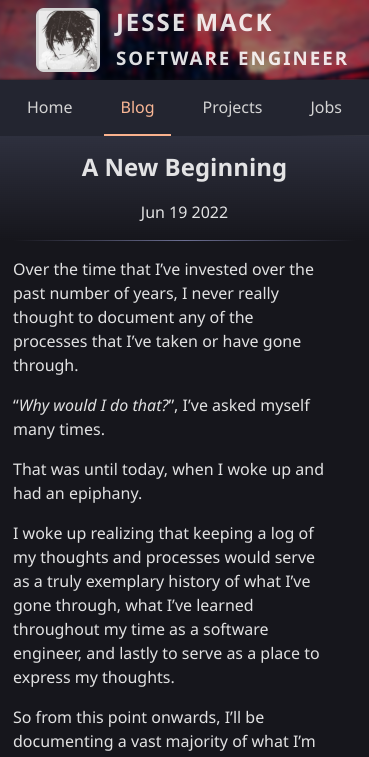 JESSE MACK
SOFTWARE ENGINEER
Home Blog Projects Jobs
A New Beginning
Jun 19 2022
Over the time that I’ve invested over the
past number of years, I never really
thought to document any of the
processes that I’ve taken or have gone
through.
“Why would I do that?”, I’ve asked myself
many times.
That was until today, when I woke up and
had an epiphany.
I woke up realizing that keeping a log of
my thoughts and processes would serve
as a truly exemplary history of what I’ve
gone through, what I’ve learned
throughout my time as a software
engineer, and lastly to serve as a place to
express my thoughts.
So from this point onwards, I’ll be
documenting a vast majority of what I’m